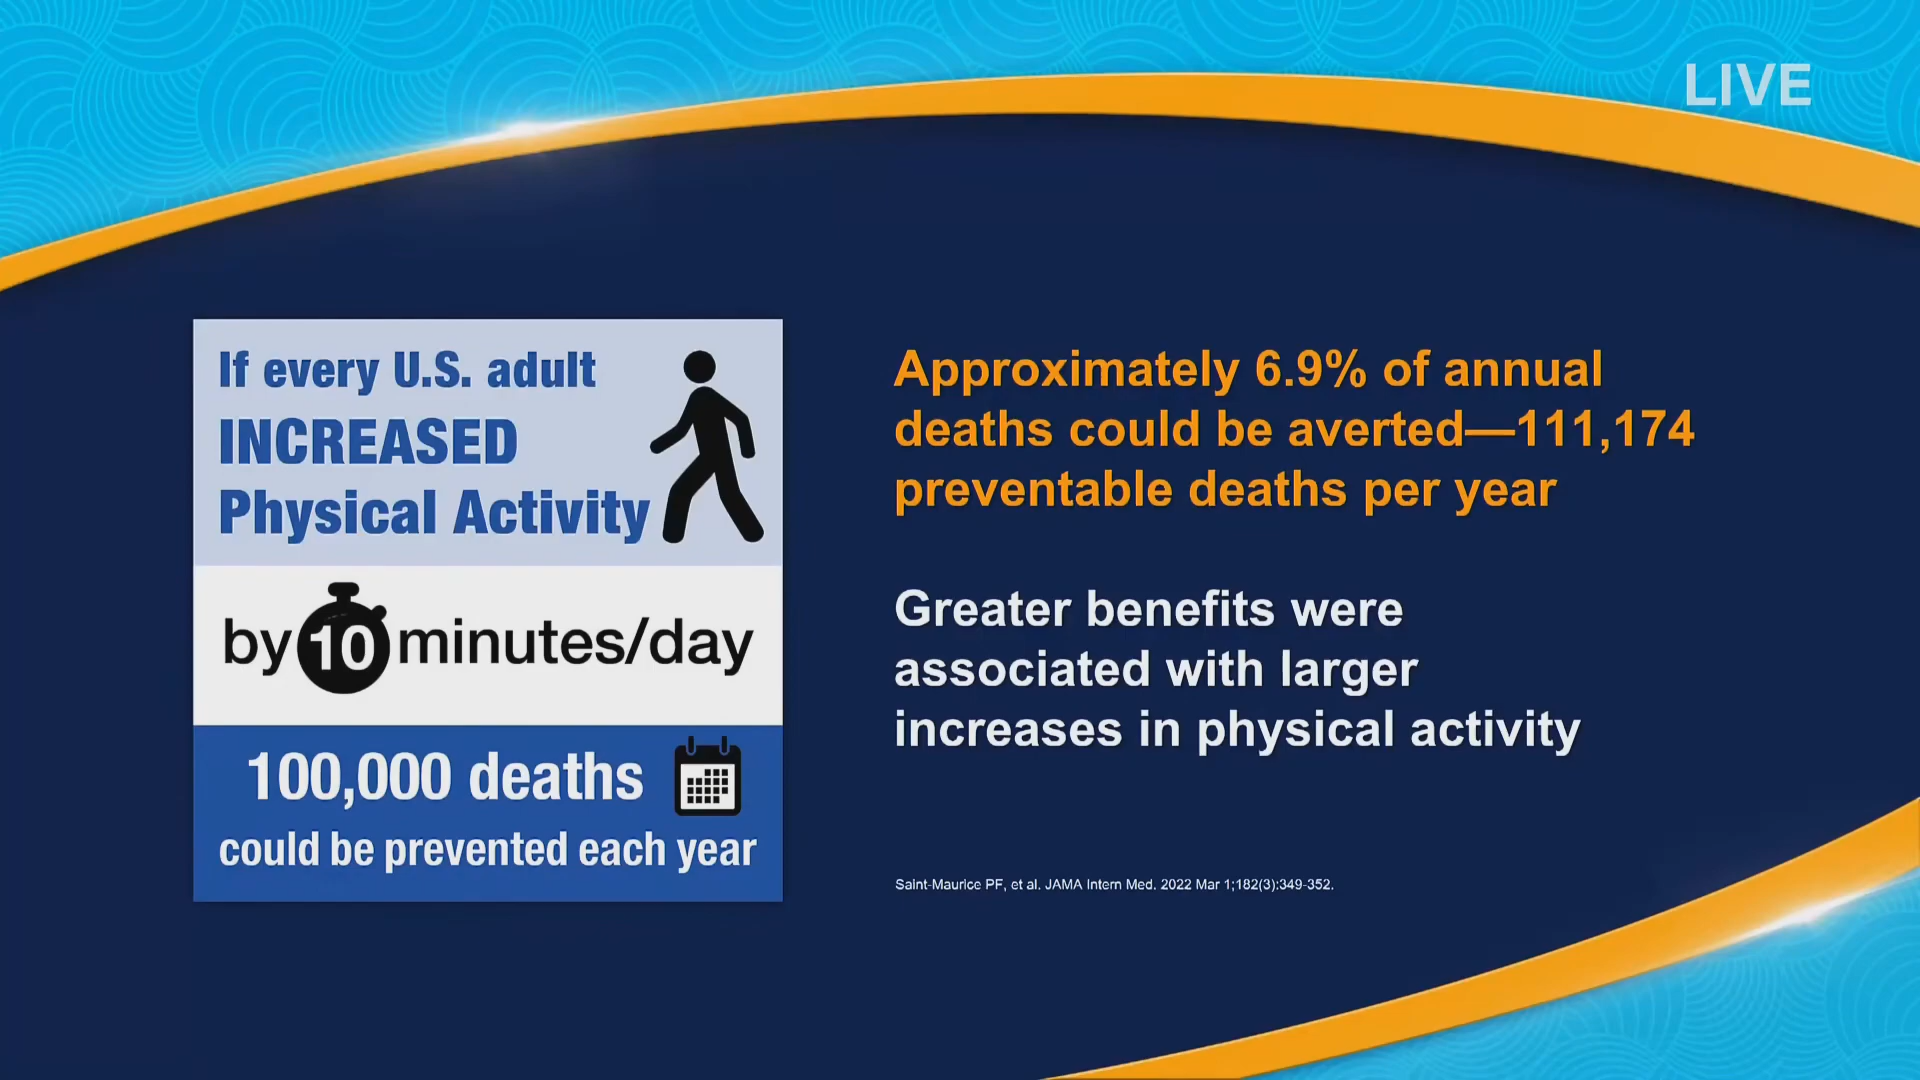 LIVE
If every U.S. adult
INCREASED
Physical Activity
by 10 minutes/day
100,000 deaths
could be prevented each year
Approximately 6.9% of annual
deaths could be averted—111,174
preventable deaths per year
Greater benefits were
associated with larger
increases in physical activity
Saint-Maurice PF, et al. JAMA Intern Med. 2022 Mar 1;182(3):349-352.